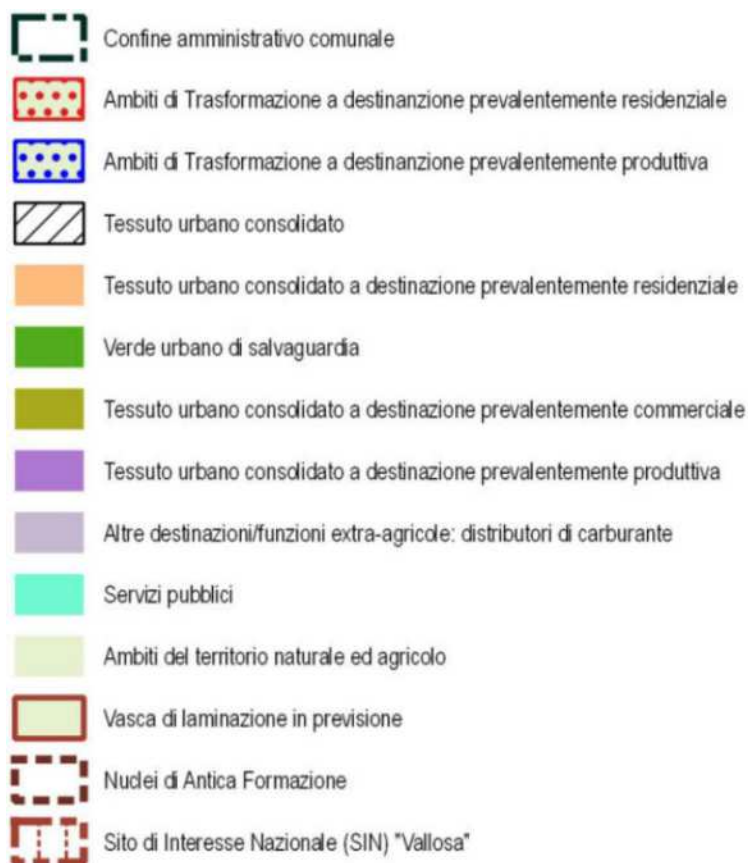 Confine amministrativo comunale
Ambiti di Trasformazione a destinanzione prevalentemente residenziale
Ambiti di Trasformazione a destinanzione prevalentemente produttiva
Tessuto urbano consolidato
Tessuto urbano consolidato a destinazione prevalentemente residenziale
Verde urbano di salvaguardia
Tessuto urbano consolidato a destinazione prevalentemente commerciale
Tessuto urbano consolidato a destinazione prevalentemente produttiva
Altre destinazioni/funzioni extra-agricole: distributori di carburante
Servizi pubblici
Ambiti del territorio naturale ed agricolo
Vasca di laminazione in previsione
Nuclei di Antica Formazione
Sito di Interesse Nazionale (SIN) "Vallosa"